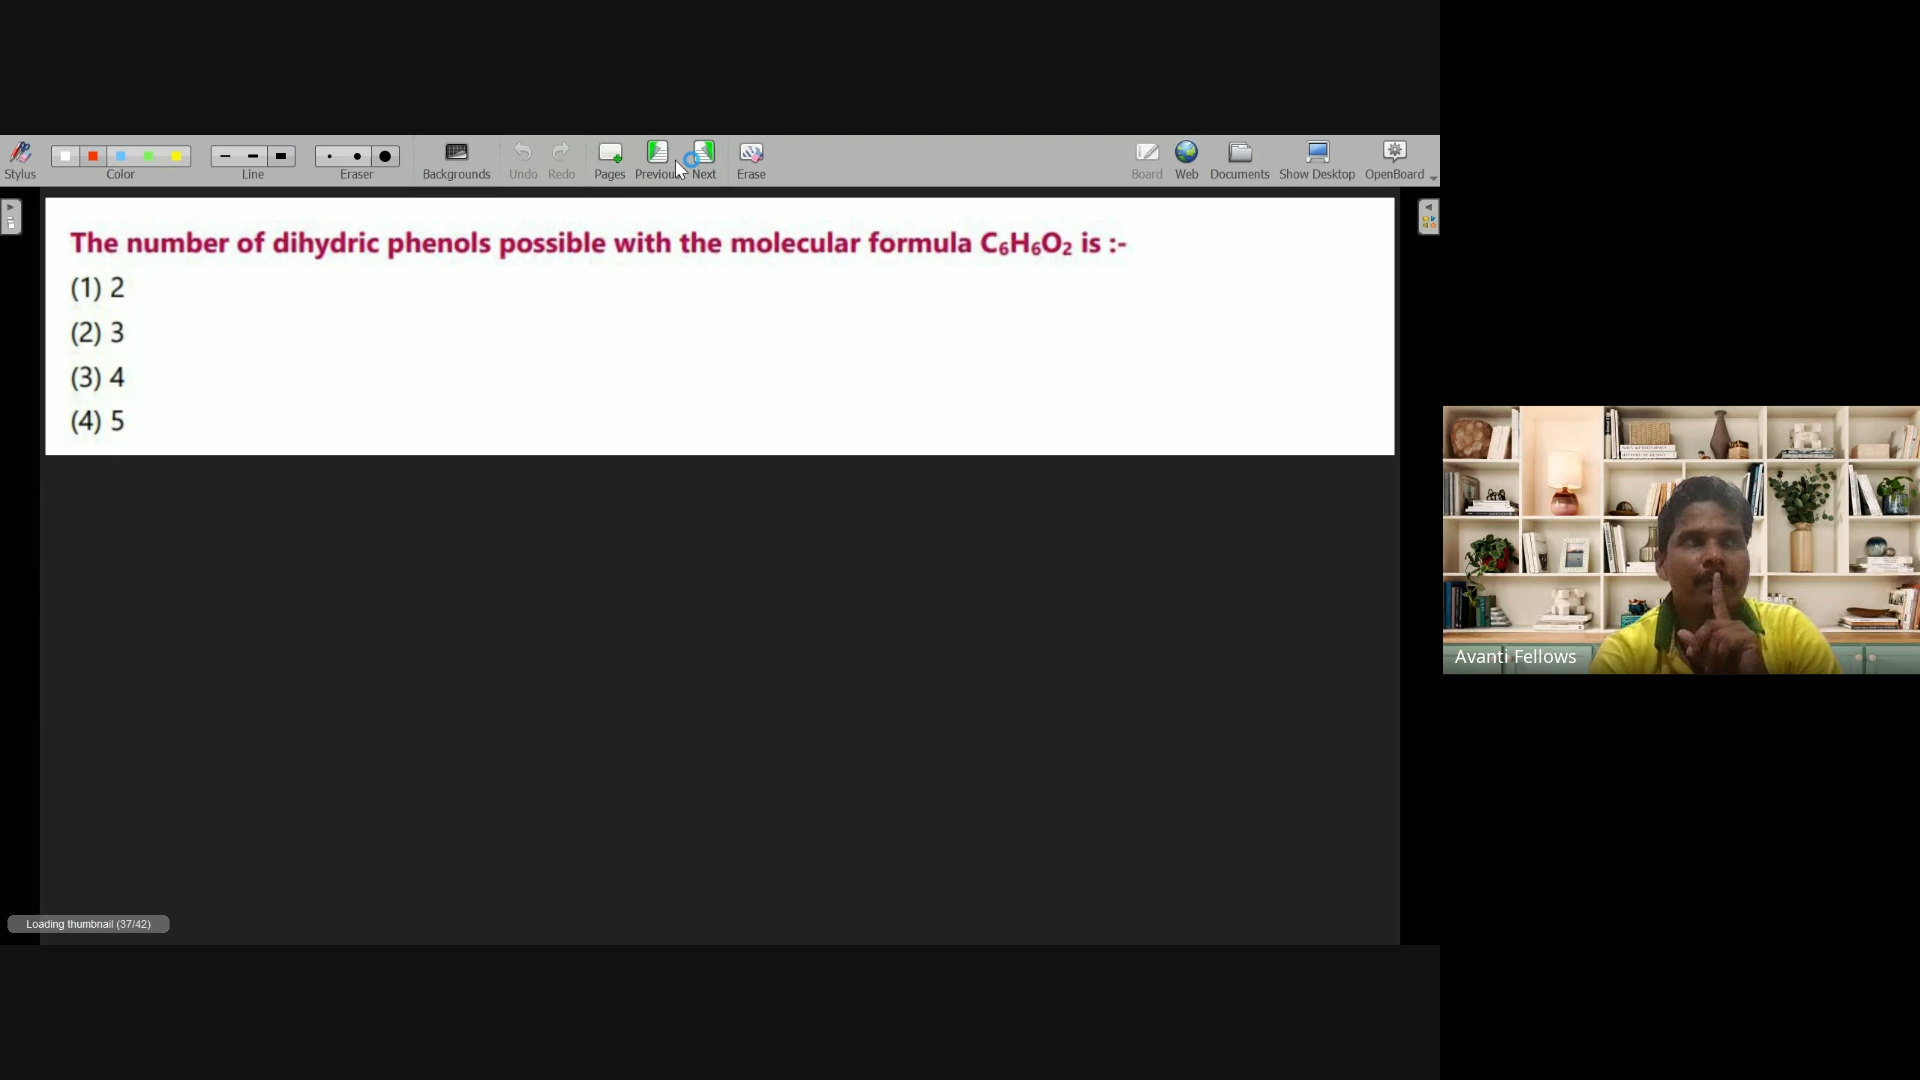 Stylus
Color
Line
Eraser
Backgrounds
Undo
Redo
Pages
Previous
Next
Erase
Board
Web
Documents
Show Desktop
OpenBoard
The number of dihydric phenols possible with the molecular formula C₆H₆O₂ is :-
(1) 2
(2) 3
(3) 4
(4) 5
Avanti Fellows
Loading thumbnail (37/42)